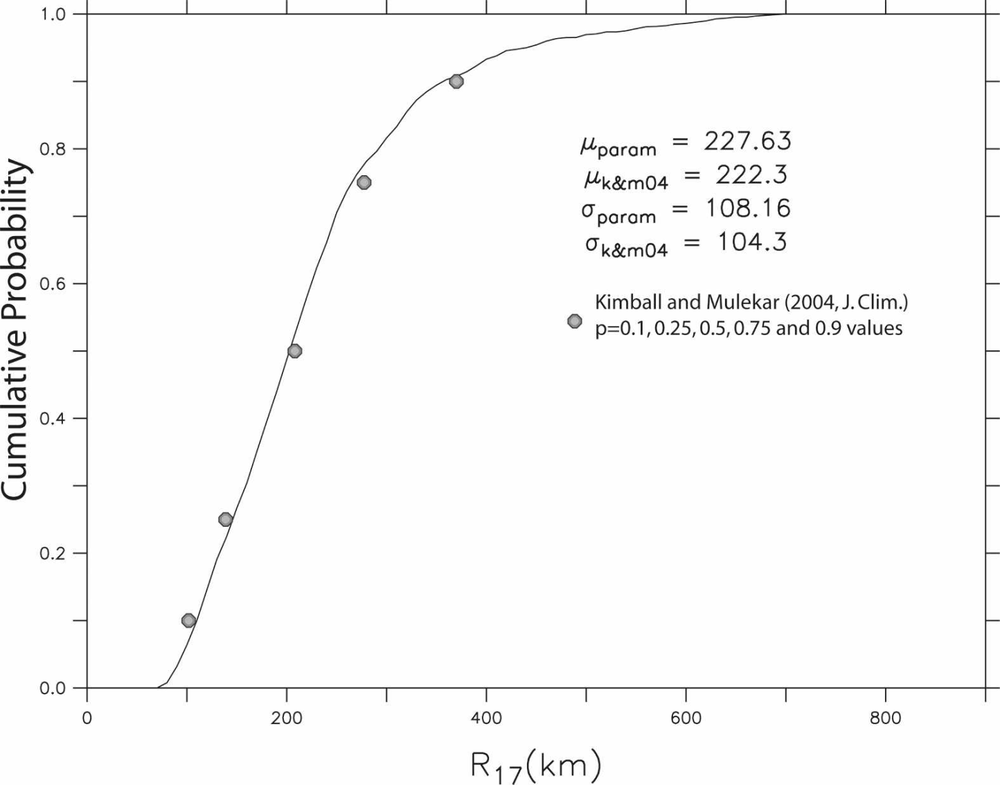 1.0
0.8
0.6
0.4
0.2
0.0
Cumulative Probability
μparam = 227.63
μk&m04 = 222.3
σparam = 108.16
σk&m04 = 104.3
Kimball and Mulekar (2004, J. Clim.)
p=0.1, 0.25, 0.5, 0.75 and 0.9 values
0 200 400 600 800
R17(km)